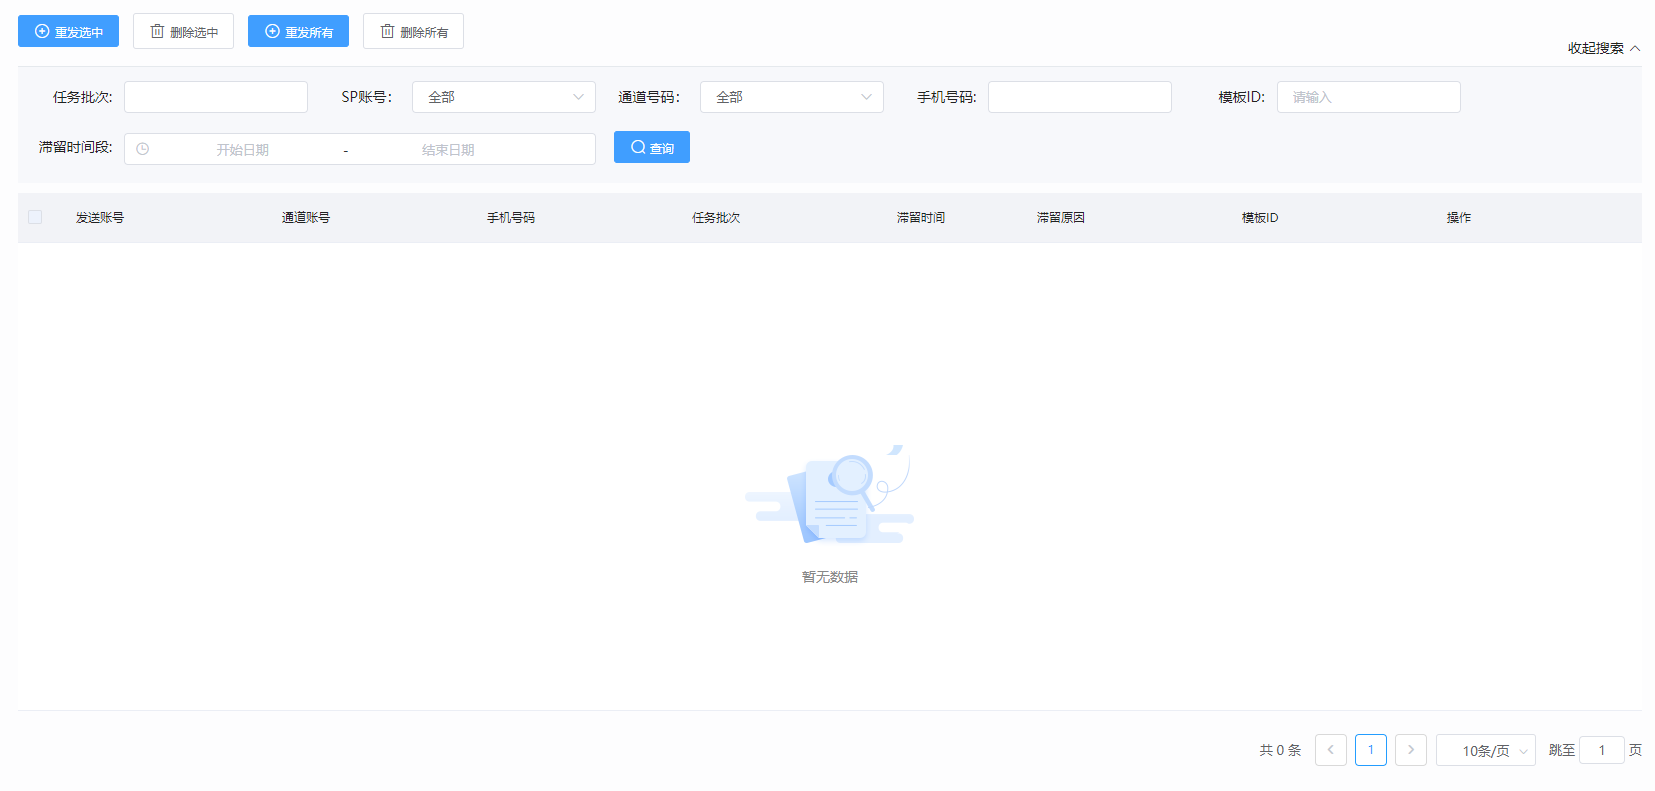 重发选中 删除选中 重发所有 删除所有
收起搜索
任务批次: SP账号: 全部 通道号码: 全部 手机号码: 模板ID: 请输入
滞留时间段: 开始日期 - 结束日期 查询
发送账号 通道账号 手机号码 任务批次 滞留时间 滞留原因 模板ID 操作
暂无数据
共 0 条 1 10条/页 跳至 1 页